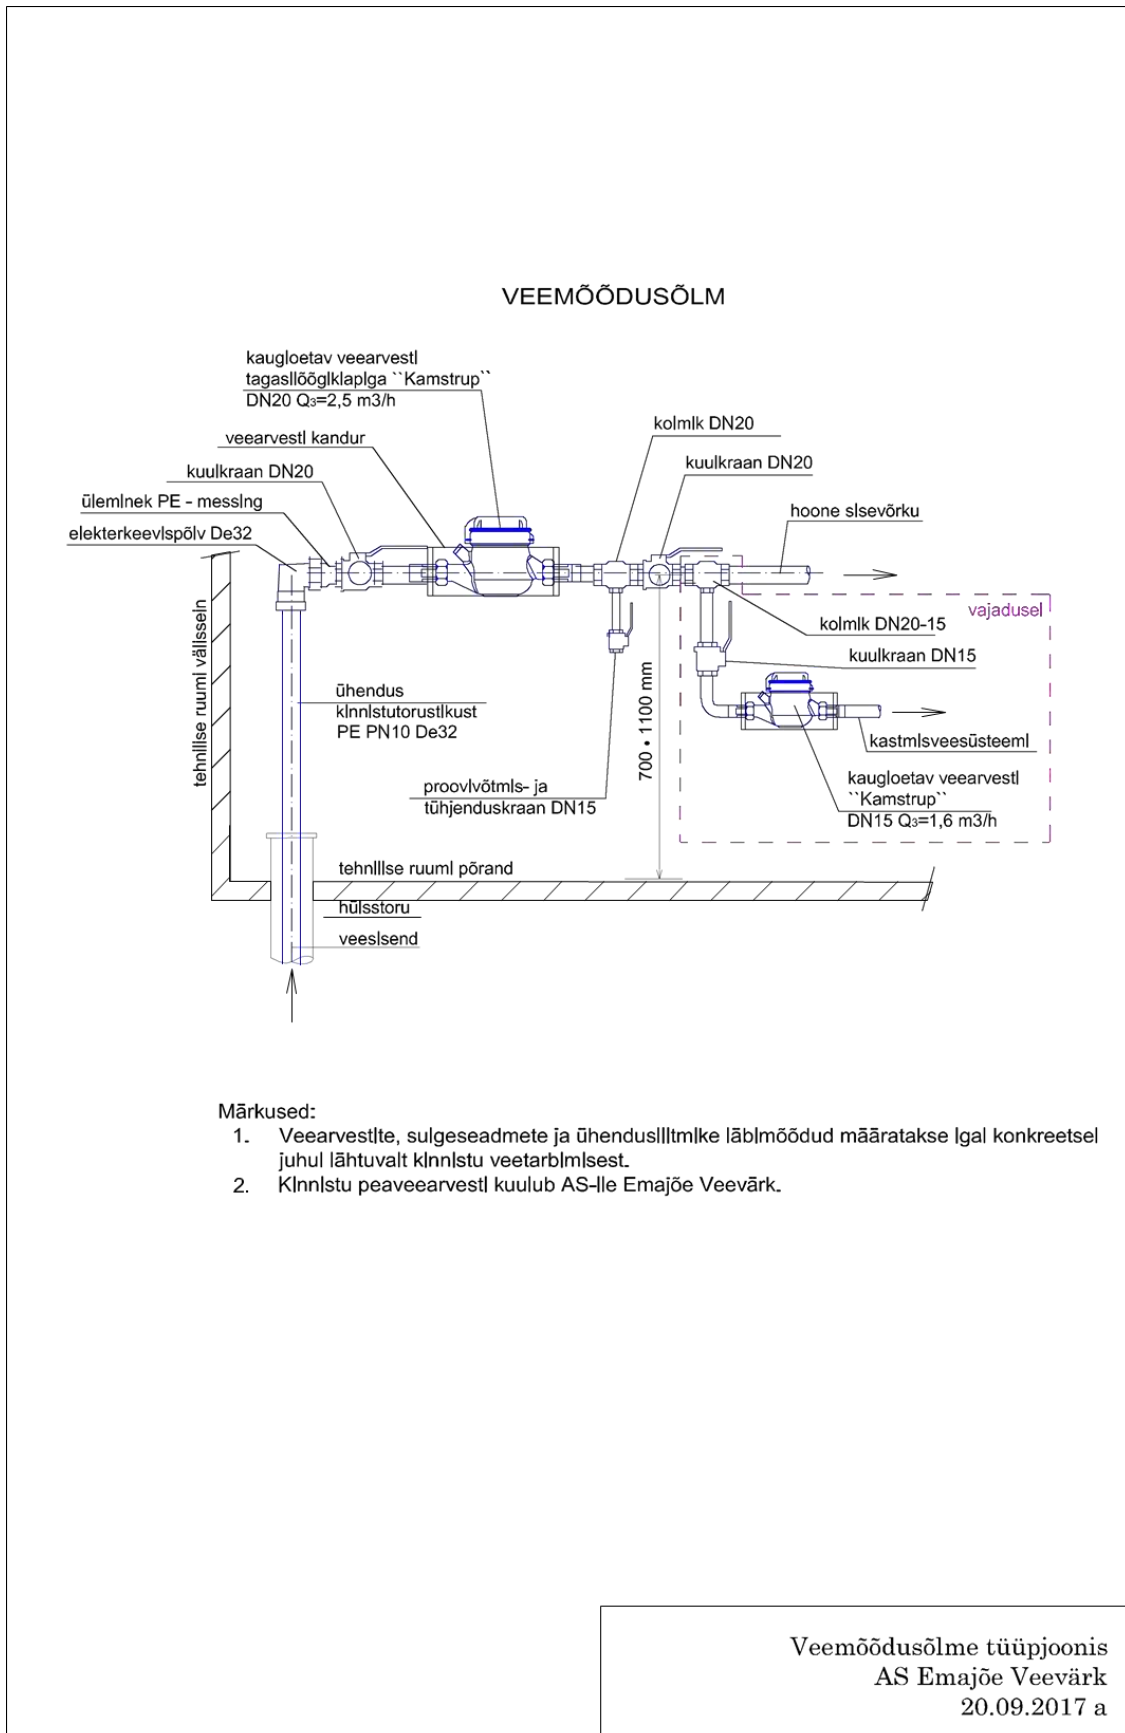 VEEMÕÕDUSÕLM
kaugloetav veearvesti
tagasilöögiklapiga ``Kamstrup``
DN20 Q₃=2,5 m3/h
veearvesti kandur
kuulkraan DN20
üleminek PE - messing
elekterkeevispõlv De32
kolmik DN20
kuulkraan DN20
hoone sisevõrku
vajadusel
kolmik DN20-15
kuulkraan DN15
tehnilise ruumi välissein
ühendus
kinnistutorustikust
PE PN10 De32
700 • 1100 mm
kastmisveesüsteemi
proovivõtmis- ja
tühjenduskraan DN15
kaugloetav veearvesti
``Kamstrup``
DN15 Q₃=1,6 m3/h
tehnilise ruumi põrand
hülsstoru
veesisend
Märkused:
1. Veearvestite, sulgeseadmete ja ühendusliitmike läbimõõdud määratakse igal konkreetsel
juhul lähtuvalt kinnistu veetarbimisest.
2. Kinnistu peaveearvesti kuulub AS-ile Emajõe Veevärk.
Veemõõdusõlme tüüpjoonis
AS Emajõe Veevärk
20.09.2017 a